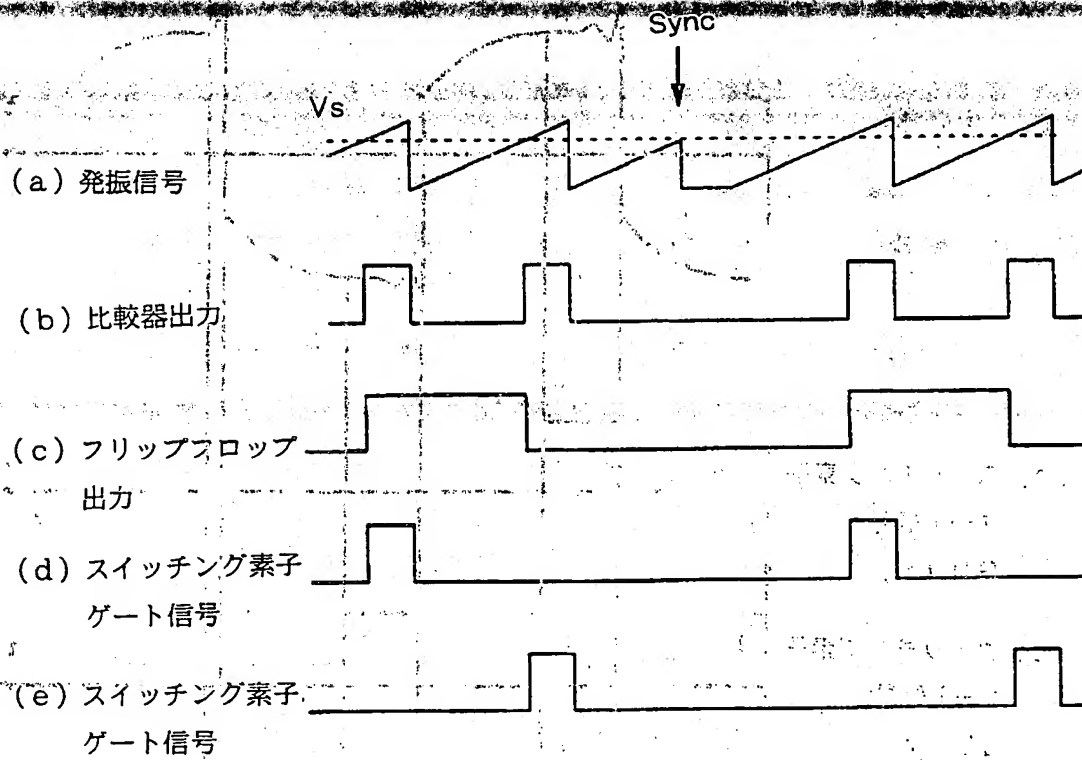 Sync
Vs
(a) 発振信号
(b) 比較器出力
(c) フリップフロップ
出力
(d) スイッチング素子
ゲート信号
(e) スイッチング素子
ゲート信号